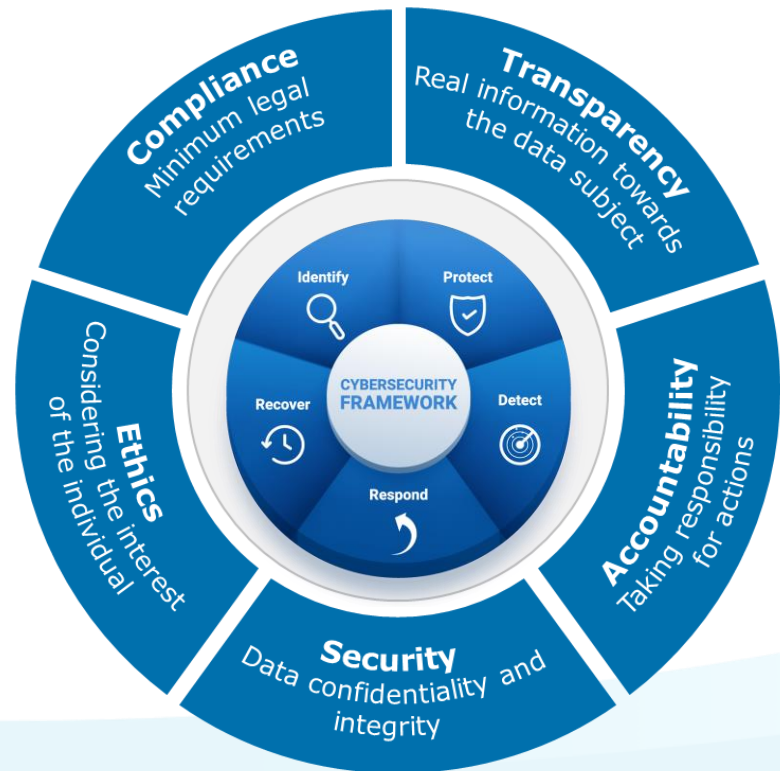 Compliance
Minimum legal
requirements
Transparency
Real information towards
the data subject
Accountability
Taking responsibility
for actions
Security
Data confidentiality and
integrity
Ethics
Considering the interest
of the individual
Identify
Protect
Detect
Respond
Recover
CYBERSECURITY
FRAMEWORK